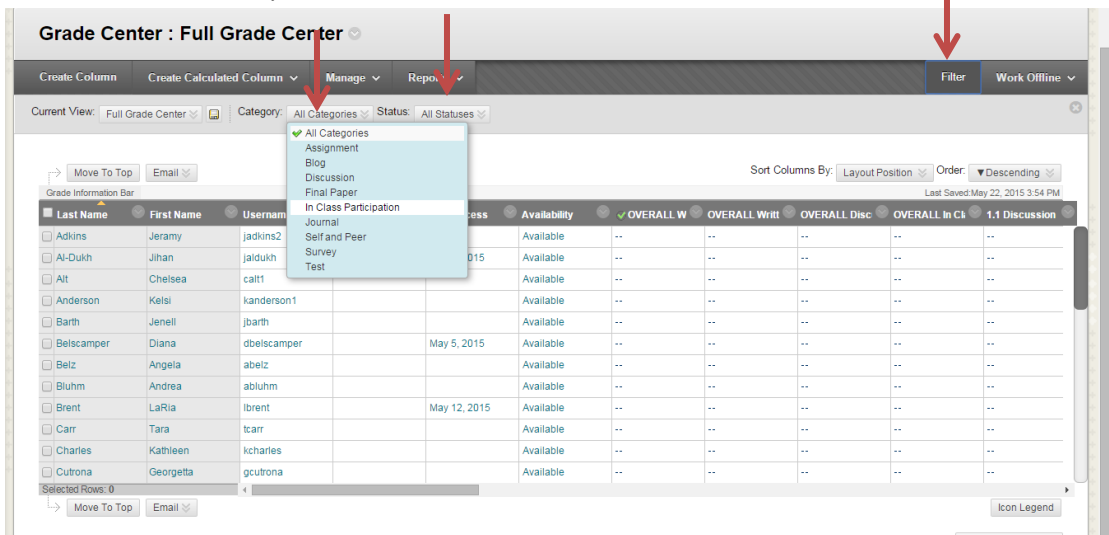 Grade Center : Full Grade Center
Create Column Create Calculated Column Manage Filter Work Offline
Current View: Full Grade Center Category: All Categories Status: All Statuses
All Categories
Assignment
Blog
Discussion
Final Paper
In Class Participation
Journal
Self and Peer
Survey
Test
Move To Top Email Sort Columns By: Layout Position Order: ▼Descending
Grade Information Bar Last Saved:May 22, 2015 3:54 PM
Last Name First Name Usernam cess Availability OVERALL W OVERALL Writt OVERALL Disc OVERALL In Cl 1.1 Discussion
Adkins Jeramy jadkins2 Available -- -- -- -- --
Al-Dukh Jihan jaldukh 015 Available -- -- -- -- --
Alt Chelsea calt1 Available -- -- -- -- --
Anderson Kelsi kanderson1 Available -- -- -- -- --
Barth Jenell jbarth Available -- -- -- -- --
Belscamper Diana dbelscamper May 5, 2015 Available -- -- -- -- --
Belz Angela abelz Available -- -- -- -- --
Bluhm Andrea abluhm Available -- -- -- -- --
Brent LaRia lbrent May 12, 2015 Available -- -- -- -- --
Carr Tara tcarr Available -- -- -- -- --
Charles Kathleen kcharles Available -- -- -- -- --
Cutrona Georgetta gcutrona Available -- -- -- -- --
Selected Rows: 0
Move To Top Email Icon Legend